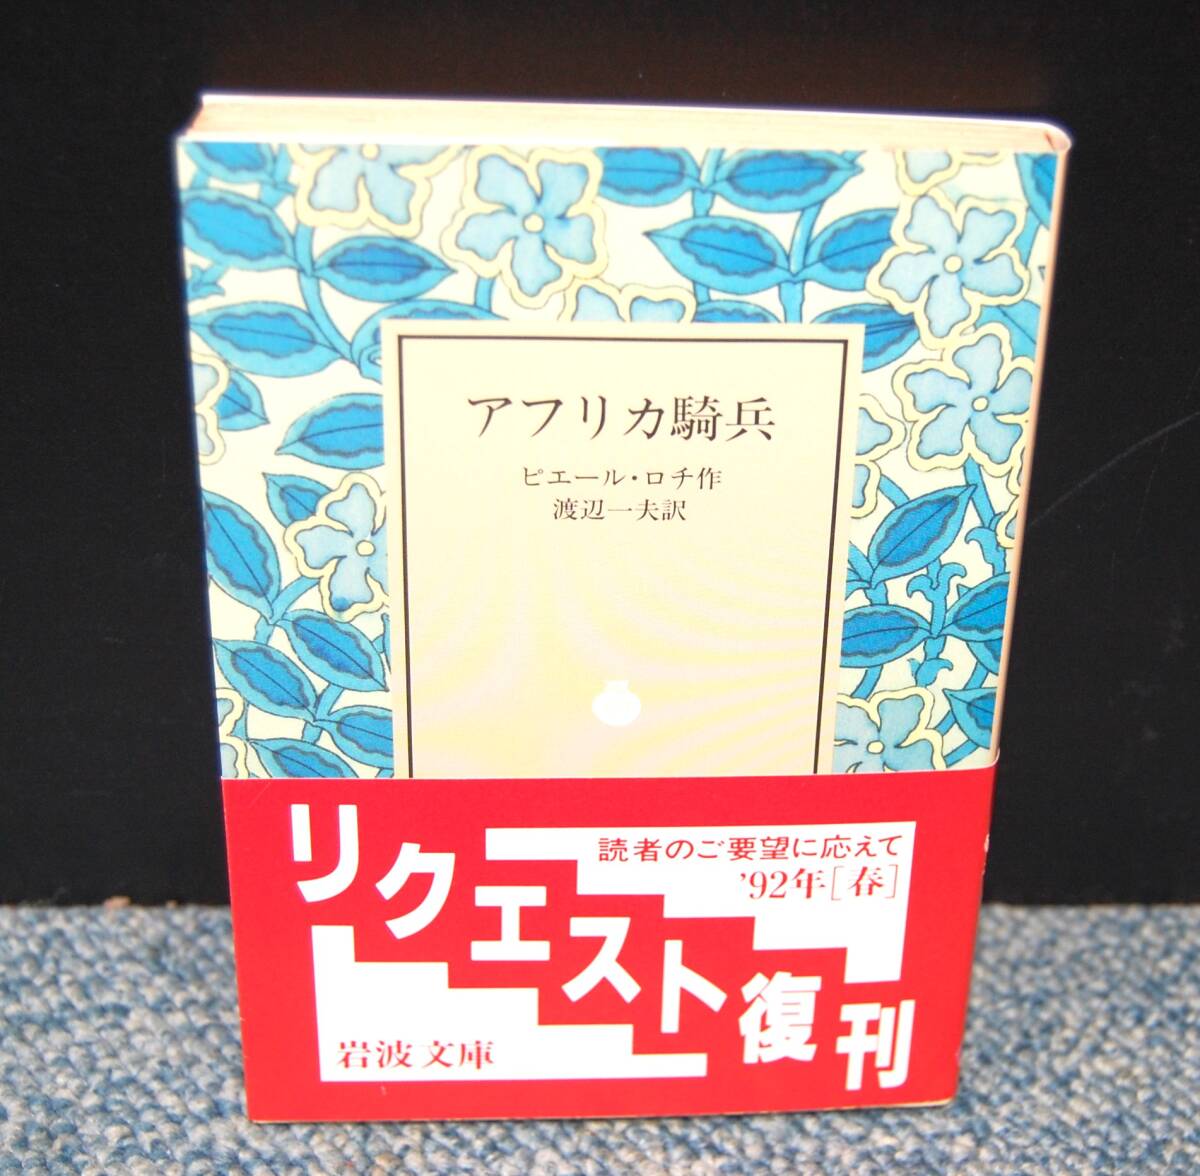 アフリカ騎兵
ピエール・ロチ作
渡辺一夫訳
読者のご要望に応えて
’92年［春］
リクエスト復刊
岩波文庫